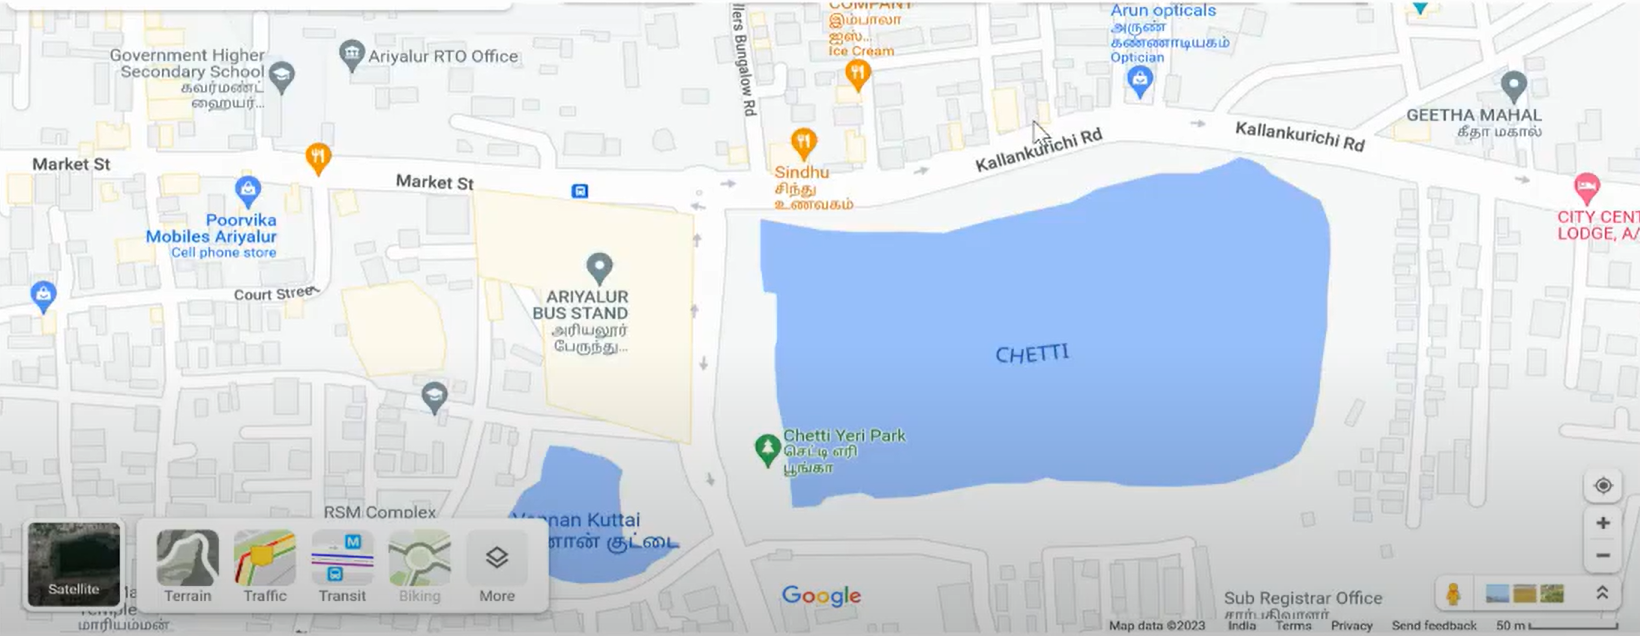 COMPANY
இம்பாலா
ஐஸ்...
Ice Cream
Arun opticals
அருண்
கண்ணாடியகம்
Optician
Government Higher
Secondary School
கவர்மண்ட்
ஹையர்...
Ariyalur RTO Office
llers Bungalow Rd
GEETHA MAHAL
கீதா மகால்
Market St
Market St
Kallankurichi Rd
Kallankurichi Rd
Sindhu
சிந்து
உணவகம்
Poorvika
Mobiles Ariyalur
Cell phone store
CITY CENT
LODGE, A/
Court Street
ARIYALUR
BUS STAND
அரியலூர்
பேருந்து...
CHETTI
Chetti Yeri Park
செட்டி எரி
பூங்கா
RSM Complex
Vannan Kuttai
னான் குட்டை
Satellite
Terrain
Traffic
M
Transit
Biking
More
Temple
மாரியம்மன்
Google
Sub Registrar Office
சார்பதிவாளர்
Map data ©2023
India
Terms
Privacy
Send feedback
50 m